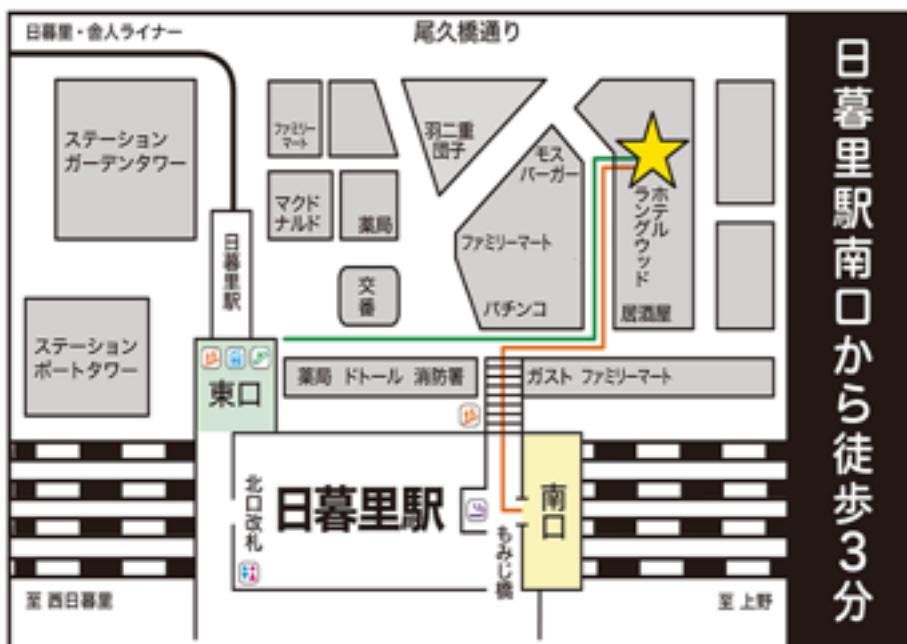 日暮里・舎人ライナー
尾久橋通り
ステーション
ガーデンタワー
ファミリー
マート
羽二重
団子
モス
バーガー
マクド
ナルド
薬局
ホテル
ラングウッド
日暮里駅
ファミリーマート
交番
パチンコ
居酒屋
ステーション
ポートタワー
東口
薬局 ドトール 消防署
ガスト ファミリーマート
北口改札
日暮里駅
もみじ橋
南口
至 西日暮里
至 上野
日暮里駅南口から徒歩3分